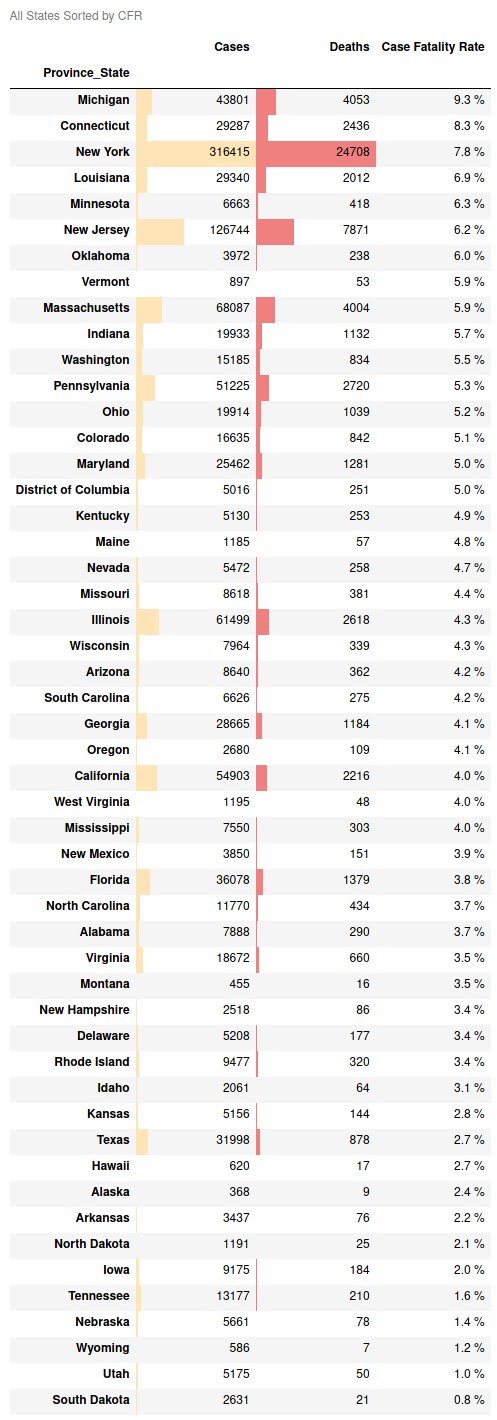 All States Sorted by CFR
Cases Deaths Case Fatality Rate
Province_State
Michigan 43801 4053 9.3 %
Connecticut 29287 2436 8.3 %
New York 316415 24708 7.8 %
Louisiana 29340 2012 6.9 %
Minnesota 6663 418 6.3 %
New Jersey 126744 7871 6.2 %
Oklahoma 3972 238 6.0 %
Vermont 897 53 5.9 %
Massachusetts 68087 4004 5.9 %
Indiana 19933 1132 5.7 %
Washington 15185 834 5.5 %
Pennsylvania 51225 2720 5.3 %
Ohio 19914 1039 5.2 %
Colorado 16635 842 5.1 %
Maryland 25462 1281 5.0 %
District of Columbia 5016 251 5.0 %
Kentucky 5130 253 4.9 %
Maine 1185 57 4.8 %
Nevada 5472 258 4.7 %
Missouri 8618 381 4.4 %
Illinois 61499 2618 4.3 %
Wisconsin 7964 339 4.3 %
Arizona 8640 362 4.2 %
South Carolina 6626 275 4.2 %
Georgia 28665 1184 4.1 %
Oregon 2680 109 4.1 %
California 54903 2216 4.0 %
West Virginia 1195 48 4.0 %
Mississippi 7550 303 4.0 %
New Mexico 3850 151 3.9 %
Florida 36078 1379 3.8 %
North Carolina 11770 434 3.7 %
Alabama 7888 290 3.7 %
Virginia 18672 660 3.5 %
Montana 455 16 3.5 %
New Hampshire 2518 86 3.4 %
Delaware 5208 177 3.4 %
Rhode Island 9477 320 3.4 %
Idaho 2061 64 3.1 %
Kansas 5156 144 2.8 %
Texas 31998 878 2.7 %
Hawaii 620 17 2.7 %
Alaska 368 9 2.4 %
Arkansas 3437 76 2.2 %
North Dakota 1191 25 2.1 %
Iowa 9175 184 2.0 %
Tennessee 13177 210 1.6 %
Nebraska 5661 78 1.4 %
Wyoming 586 7 1.2 %
Utah 5175 50 1.0 %
South Dakota 2631 21 0.8 %